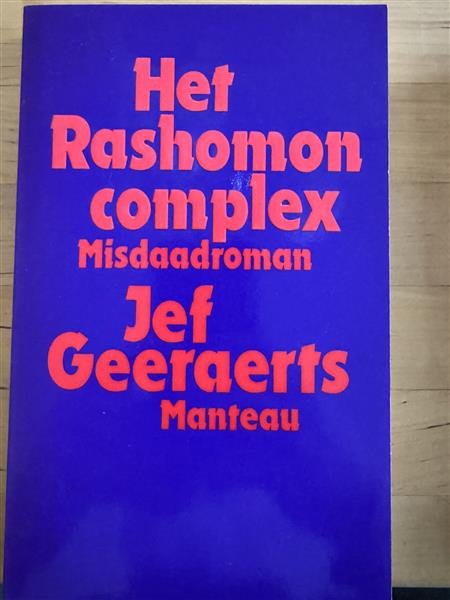 Het
Rashomon
complex
Misdaadroman
Jef
Geeraerts
Manteau